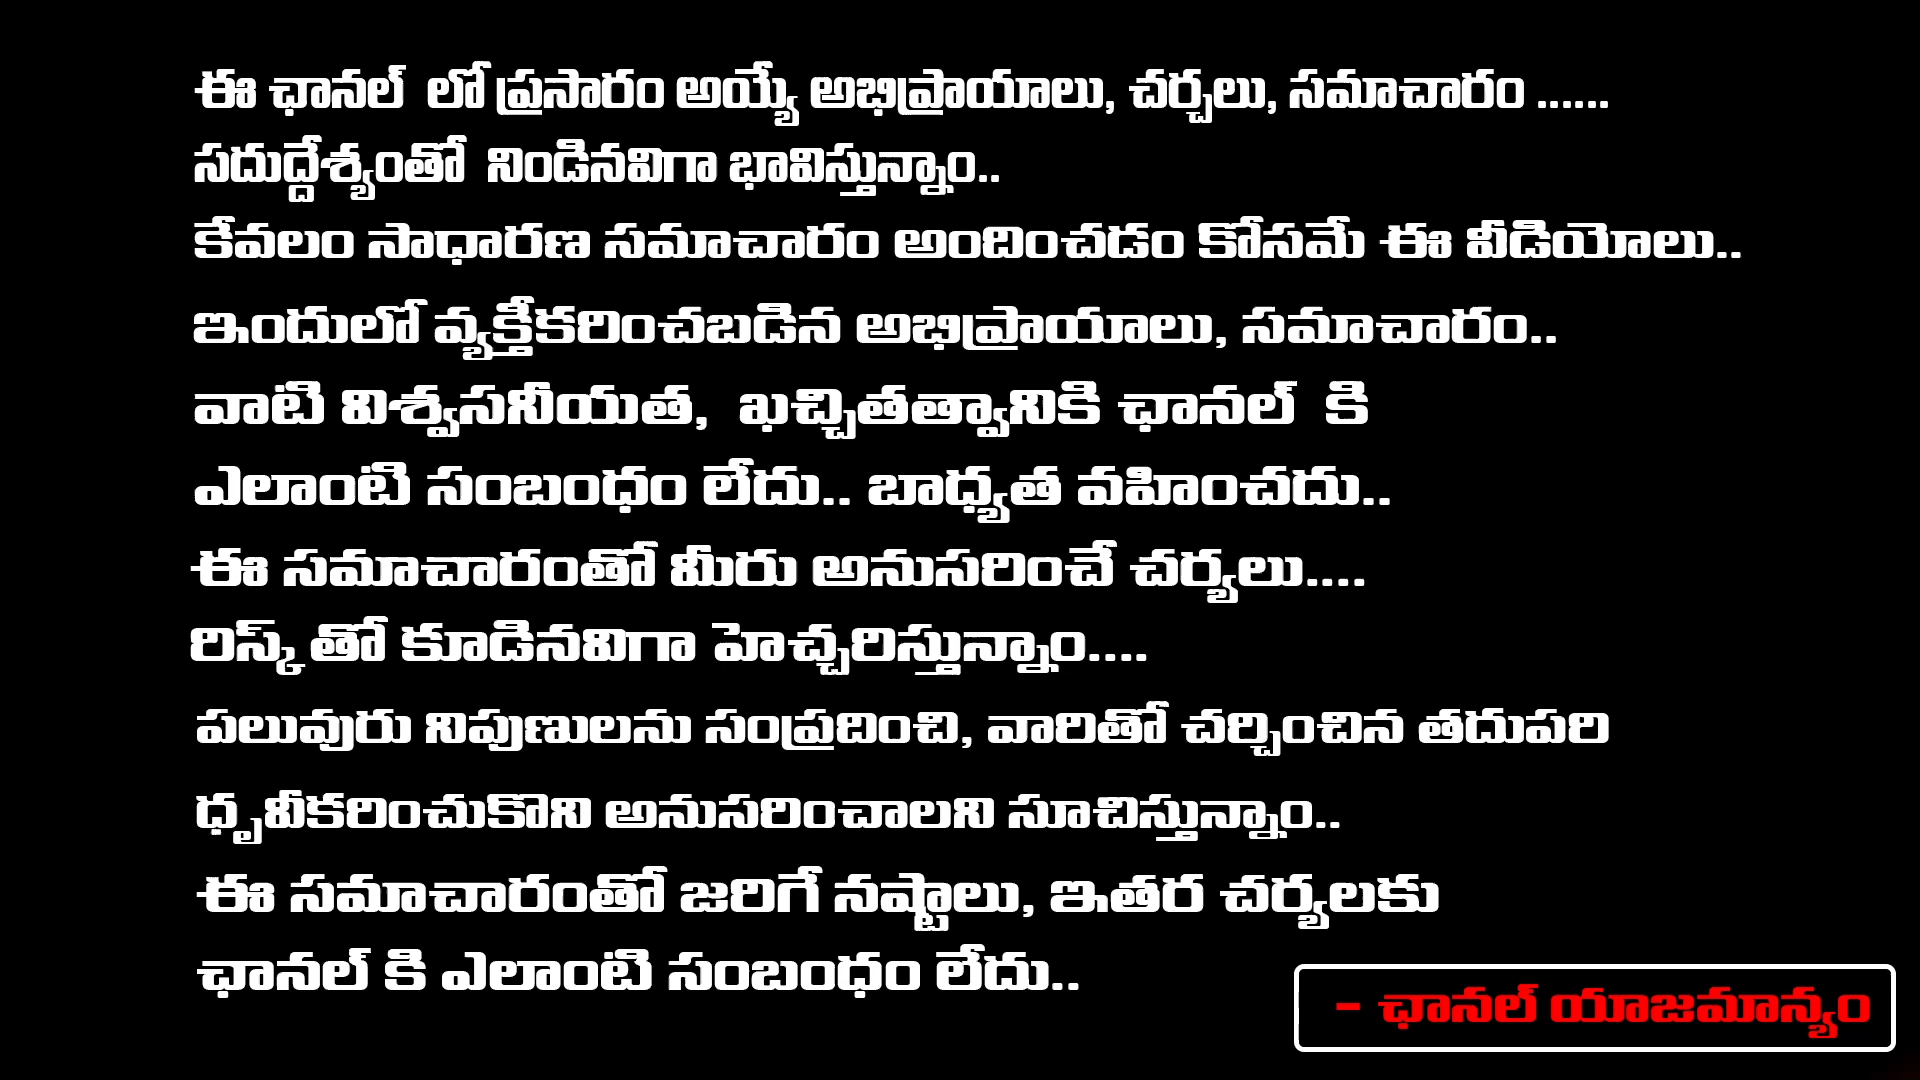 ఈ ఛానల్ లో ప్రసారం అయ్యే అభిప్రాయాలు, చర్చలు, సమాచారం ......
సదుద్దేశ్యంతో నిండినవిగా భావిస్తున్నాం..
కేవలం సాధారణ సమాచారం అందించడం కోసమే ఈ వీడియోలు..
ఇందులో వ్యక్తీకరించబడిన అభిప్రాయాలు, సమాచారం..
వాటి విశ్వసనీయత, ఖచ్చితత్వానికి ఛానల్ కి
ఎలాంటి సంబంధం లేదు.. బాధ్యత వహించదు..
ఈ సమాచారంతో మీరు అనుసరించే చర్యలు....
రిస్క్ తో కూడినవిగా హెచ్చరిస్తున్నాం....
పలువురు నిపుణులను సంప్రదించి, వారితో చర్చించిన తదుపరి
ధృవీకరించుకొని అనుసరించాలని సూచిస్తున్నాం..
ఈ సమాచారంతో జరిగే నష్టాలు, ఇతర చర్యలకు
ఛానల్ కి ఎలాంటి సంబంధం లేదు..
- ఛానల్ యాజమాన్యం